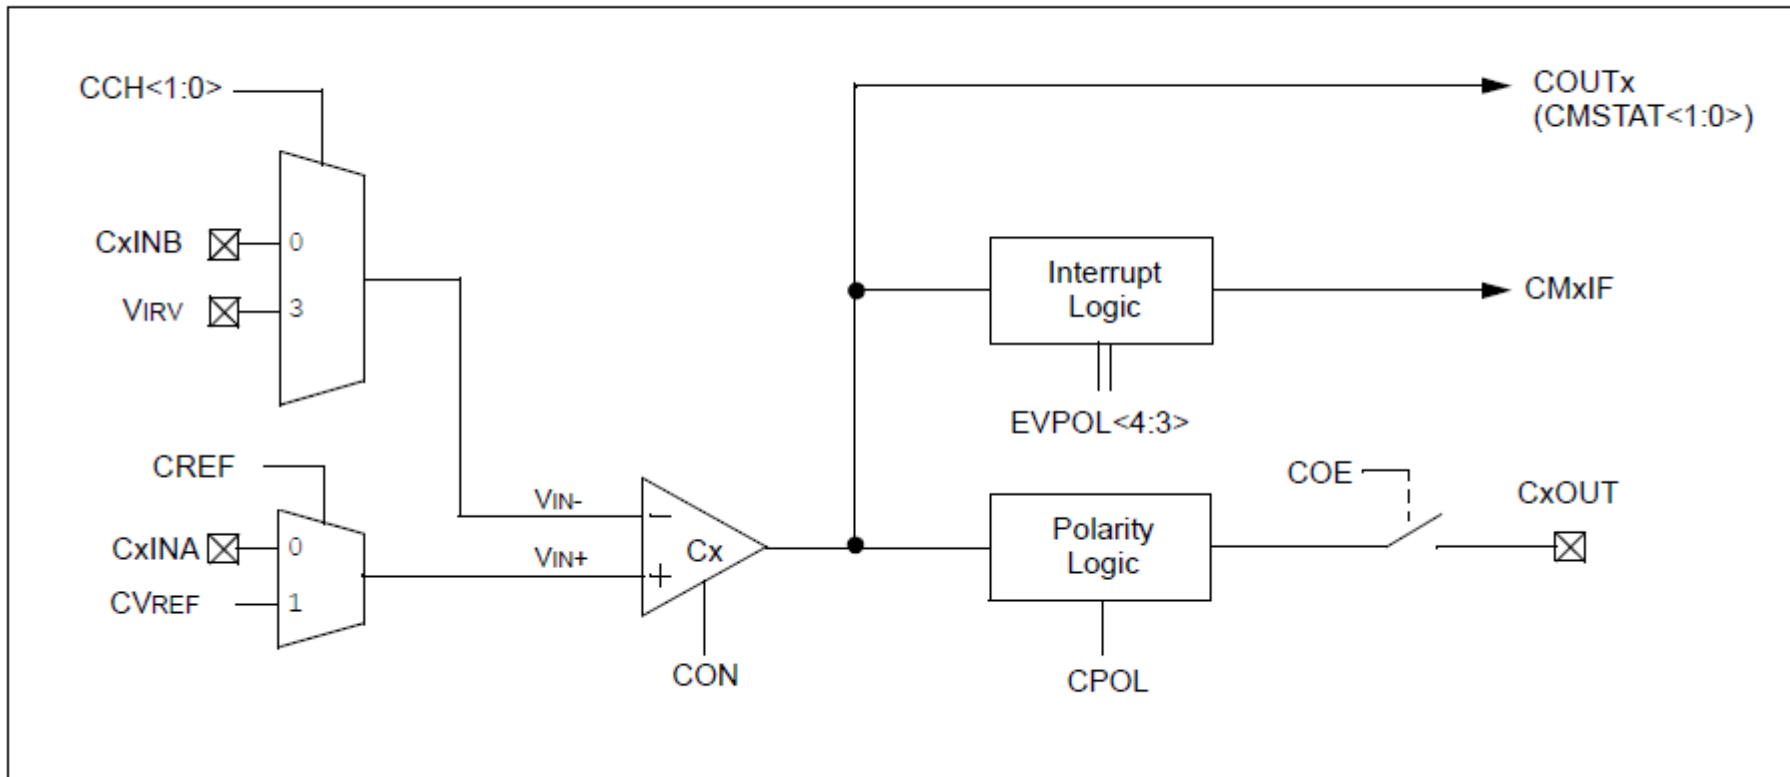 CCH<1:0>
COUTx
(CMSTAT<1:0>)
CxINB
0
VIRV
3
Interrupt
Logic
CMxIF
EVPOL<4:3>
CREF
CxINA
0
CVREF
1
VIN-
VIN+
−
+
Cx
CON
Polarity
Logic
CPOL
COE
CxOUT